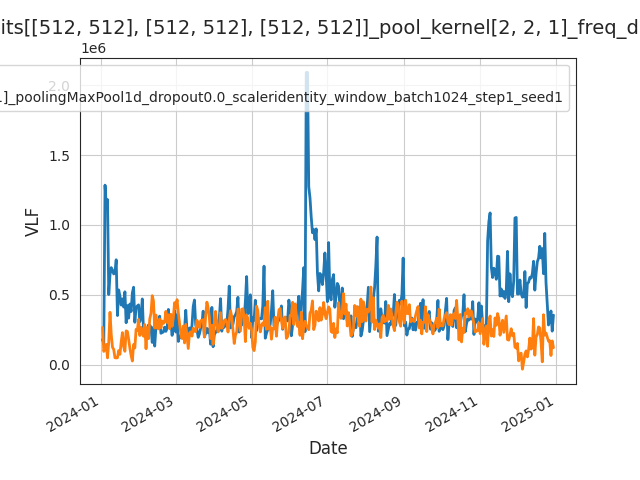 its[[512, 512], [512, 512], [512, 512]]_pool_kernel[2, 2, 1]_freq_d
1e6
2.0
]_poolingMaxPool1d_dropout0.0_scaleridentity_window_batch1024_step1_seed1
1.5
1.0
0.5
0.0
VLF
2024-01
2024-03
2024-05
2024-07
2024-09
2024-11
2025-01
Date